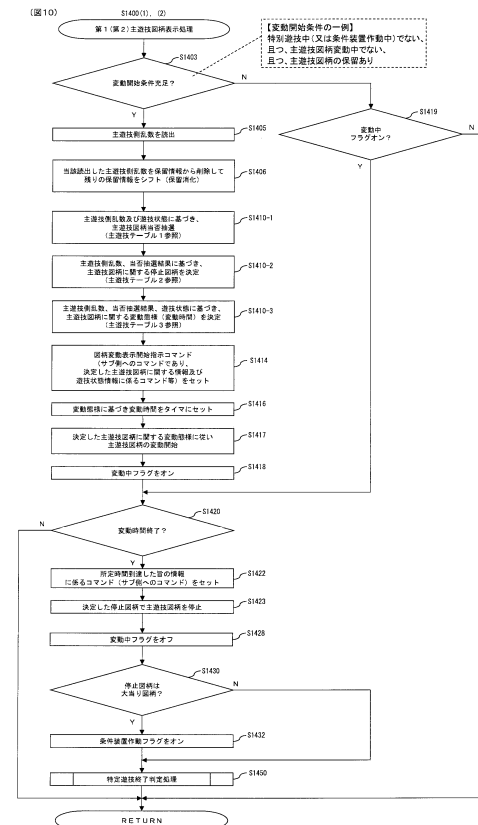 (図10)
S1400(1), (2)
第1(第2)主遊技図柄表示処理
【変動開始条件の一例】
特別遊技中(又は条件装置作動中)でない、
且つ、主遊技図柄変動中でない、
且つ、主遊技図柄の保留あり
S1403
変動開始条件充足?
N
Y
S1419
変動中
フラグオン?
N
Y
S1405
主遊技側乱数を読出
S1406
当該読出した主遊技側乱数を保留情報から削除して
残りの保留情報をシフト(保留消化)
S1410-1
主遊技側乱数及び遊技状態に基づき、
主遊技図柄当否抽選
(主遊技テーブル1参照)
S1410-2
主遊技側乱数、当否抽選結果に基づき、
主遊技図柄に関する停止図柄を決定
(主遊技テーブル2参照)
S1410-3
主遊技側乱数、当否抽選結果、遊技状態に基づき、
主遊技図柄に関する変動態様(変動時間)を決定
(主遊技テーブル3参照)
S1414
図柄変動表示開始指示コマンド
(サブ側へのコマンドであり、
決定した主遊技図柄に関する情報及び
遊技状態情報に係るコマンド等)をセット
S1416
変動態様に基づき変動時間をタイマにセット
S1417
決定した主遊技図柄に関する変動態様に従い
主遊技図柄の変動開始
S1418
変動中フラグをオン
S1420
N
変動時間終了?
Y
S1422
所定時間到達した旨の情報
に係るコマンド(サブ側へのコマンド)をセット
S1423
決定した停止図柄で主遊技図柄を停止
S1428
変動中フラグをオフ
S1430
停止図柄は
大当り図柄?
N
Y
S1432
条件装置作動フラグをオン
S1450
特定遊技終了判定処理
RETURN